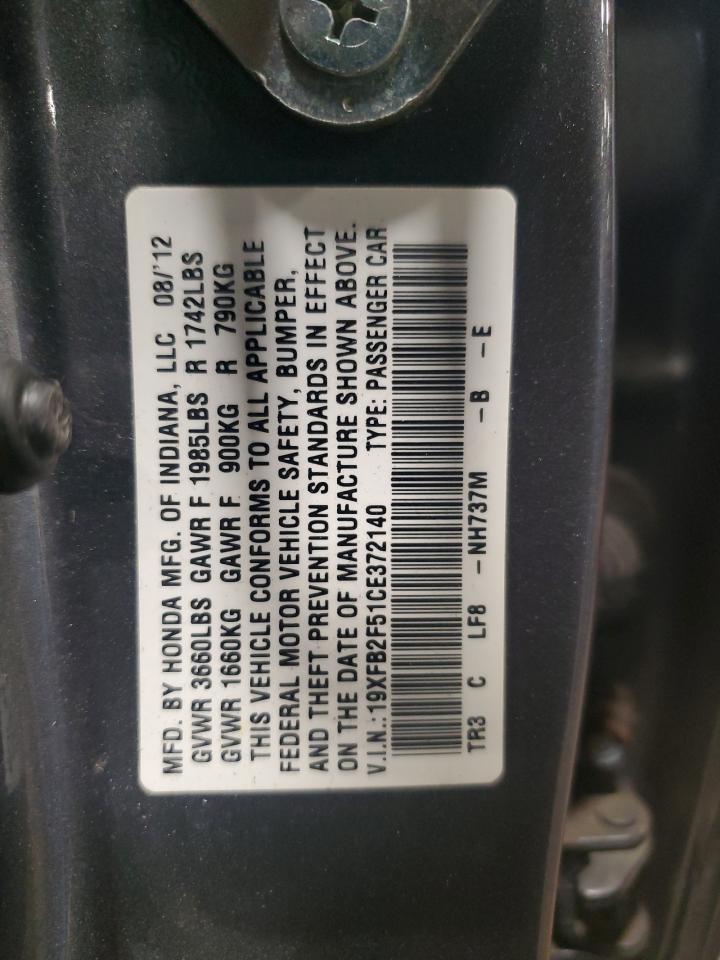 MFD. BY HONDA MFG. OF INDIANA, LLC 08/'12
GVWR 3660LBS GAWR F 1985LBS R 1742LBS
GVWR 1660KG GAWR F. 900KG R 790KG
THIS VEHICLE CONFORMS TO ALL APPLICABLE
FEDERAL MOTOR VEHICLE SAFETY, BUMPER,
AND THEFT PREVENTION STANDARDS IN EFFECT
ON THE DATE OF MANUFACTURE SHOWN ABOVE.
V.I.N.: 19XFB2F51CE372140 TYPE: PASSENGER CAR
TR3 C LF8 -NH737M -B -E